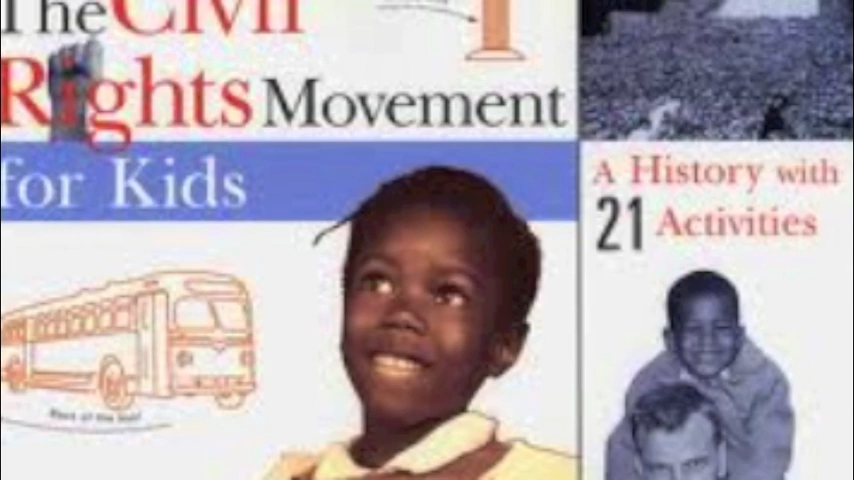 The Civil
Rights Movement
for Kids
A History with
21 Activities